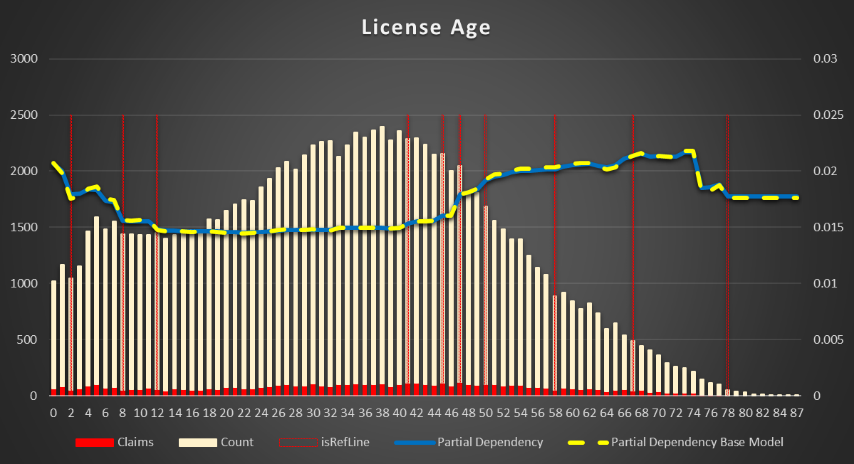 License Age
3000 0.03
2500 0.025
2000 0.02
1500 0.015
1000 0.01
500 0.005
0 0
0 2 4 6 8 10 12 14 16 18 20 22 24 26 28 30 32 34 36 38 40 42 44 46 48 50 52 54 56 58 60 62 64 66 68 70 72 74 76 78 80 82 84 87
Claims Count isRefLine Partial Dependency Partial Dependency Base Model